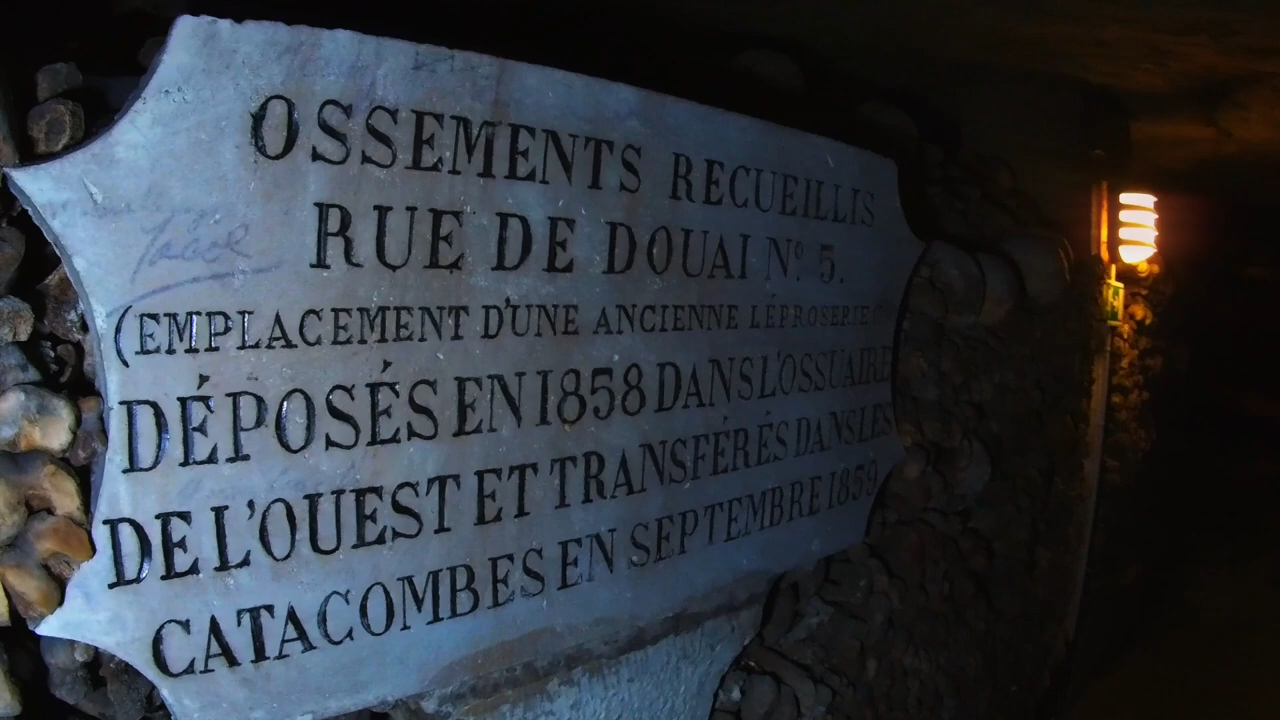 OSSEMENTS RECUEILLIS
RUE DE DOUAI Nº 5.
(EMPLACEMENT D'UNE ANCIENNE LÉPROSERIE
DÉPOSÉS EN 1858 DANS L'OSSUAIRE
DE L'OUEST ET TRANSFÉRÉS DANS LES
CATACOMBES EN SEPTEMBRE 1859